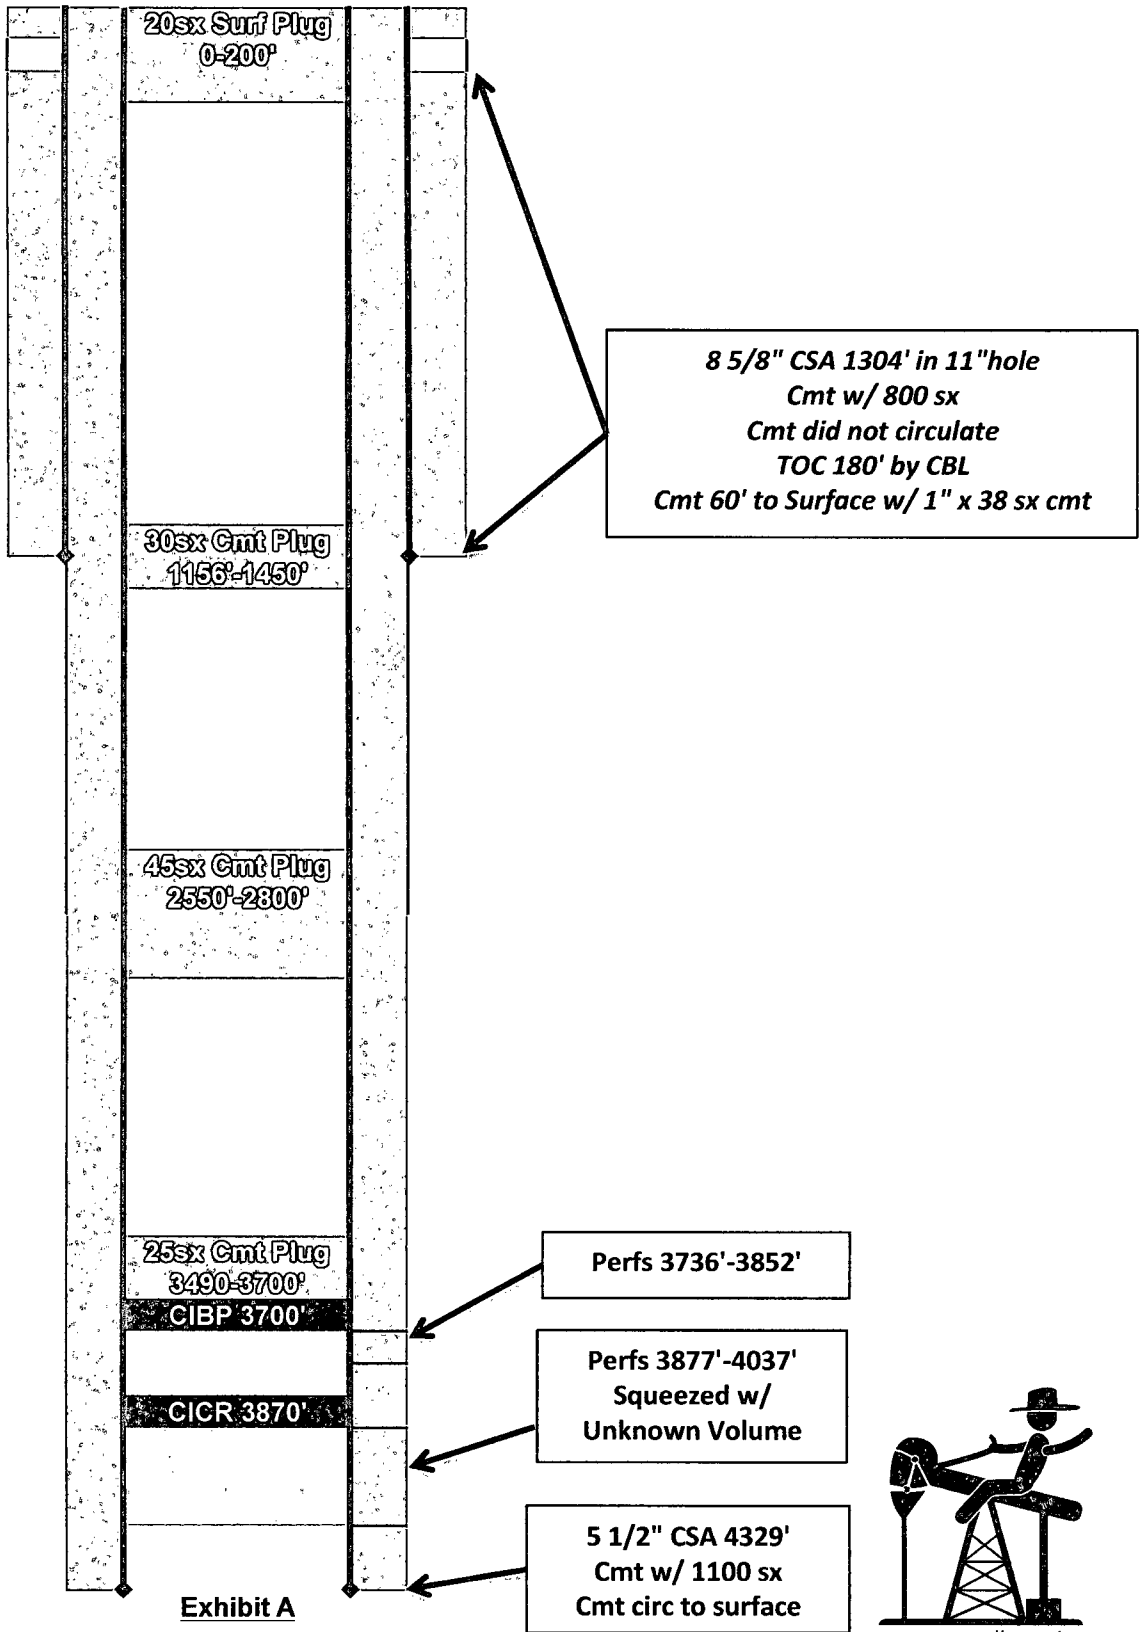 20sx Surf Plug
0-200'
8 5/8" CSA 1304' in 11"hole
Cmt w/ 800 sx
Cmt did not circulate
TOC 180' by CBL
Cmt 60' to Surface w/ 1" x 38 sx cmt
30sx Cmt Plug
1156'-1450'
45sx Cmt Plug
2550'-2800'
25sx Cmt Plug
3490-3700'
CIBP 3700'
Perfs 3736'-3852'
Perfs 3877'-4037'
Squeezed w/
Unknown Volume
CICR 3870'
5 1/2" CSA 4329'
Cmt w/ 1100 sx
Cmt circ to surface
Exhibit A